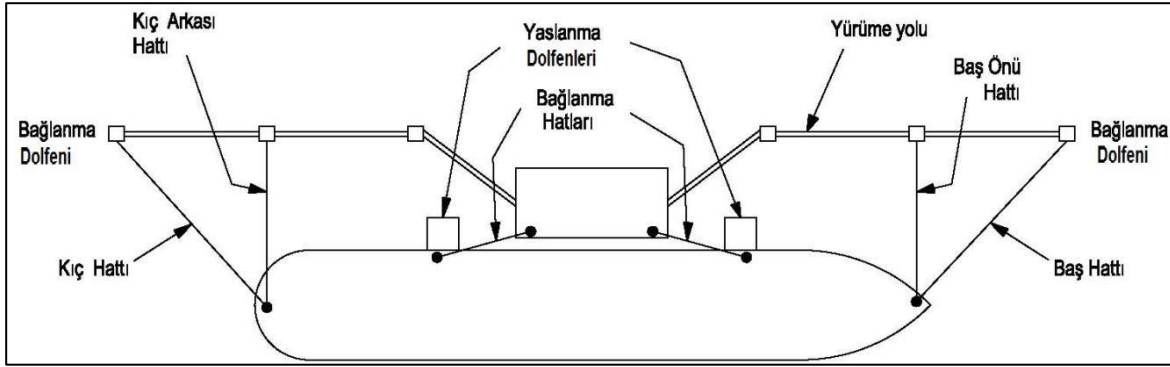 Kıç Arkası
Hattı
Yaslanma
Dolfenleri
Yürüme yolu
Baş Önü
Hattı
Bağlanma
Hatları
Bağlanma
Dolfeni
Bağlanma
Dolfeni
Kıç Hattı
Baş Hattı